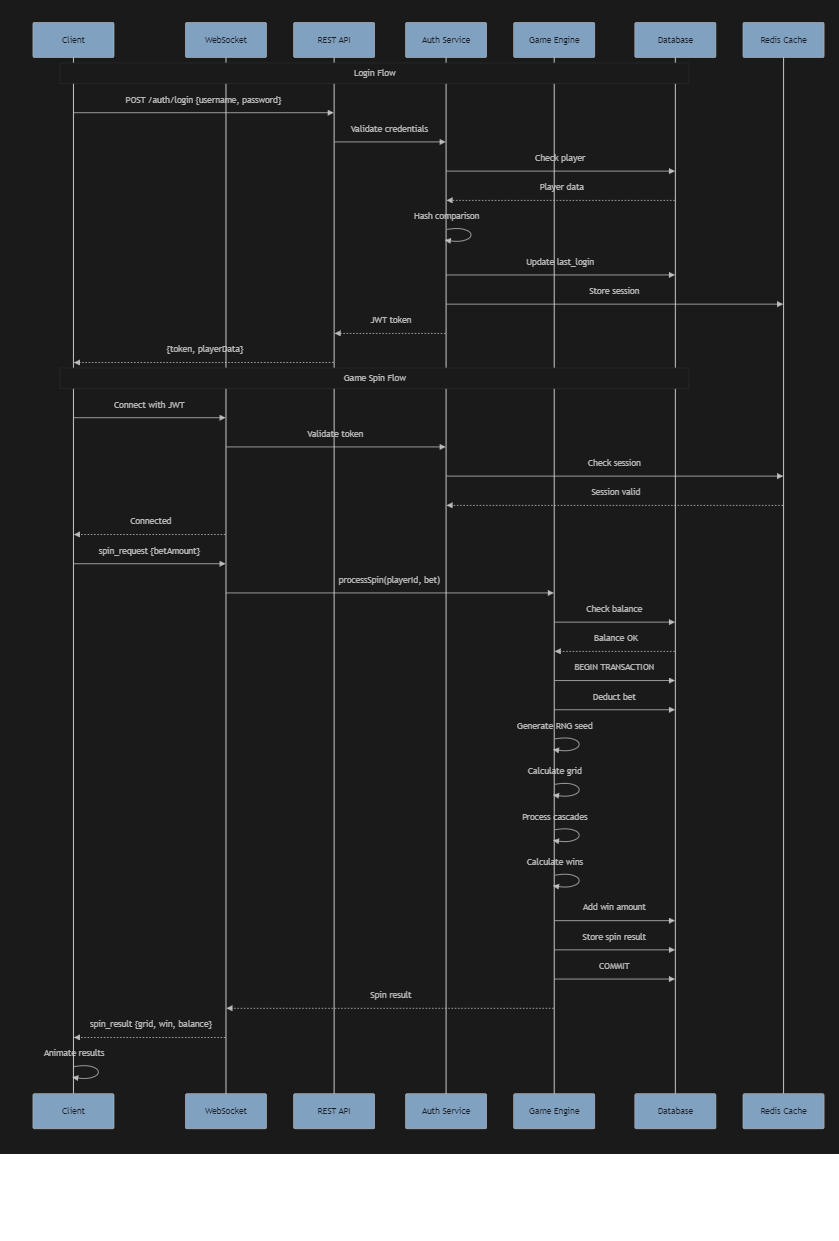 Client
WebSocket
REST API
Auth Service
Game Engine
Database
Redis Cache
Login Flow
POST /auth/login {username, password}
Validate credentials
Check player
Player data
Hash comparison
Update last_login
Store session
JWT token
{token, playerData}
Game Spin Flow
Connect with JWT
Validate token
Check session
Session valid
Connected
spin_request {betAmount}
processSpin(playerId, bet)
Check balance
Balance OK
BEGIN TRANSACTION
Deduct bet
Generate RNG seed
Calculate grid
Process cascades
Calculate wins
Add win amount
Store spin result
COMMIT
Spin result
spin_result {grid, win, balance}
Animate results
Client
WebSocket
REST API
Auth Service
Game Engine
Database
Redis Cache